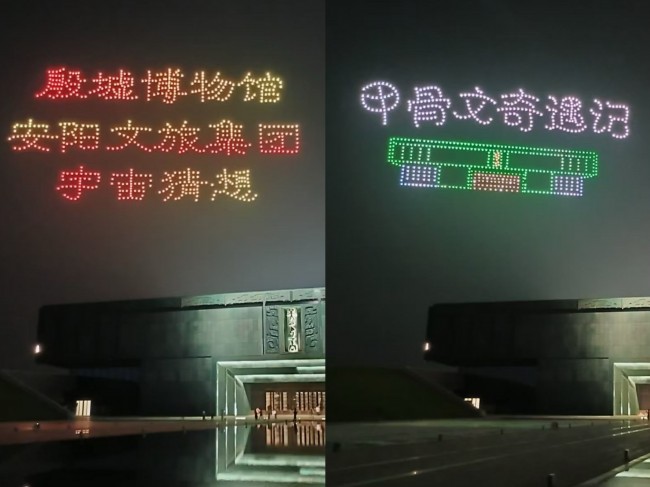 殷墟博物馆
安阳文旅集团
宇宙猜想
甲骨文奇遇记